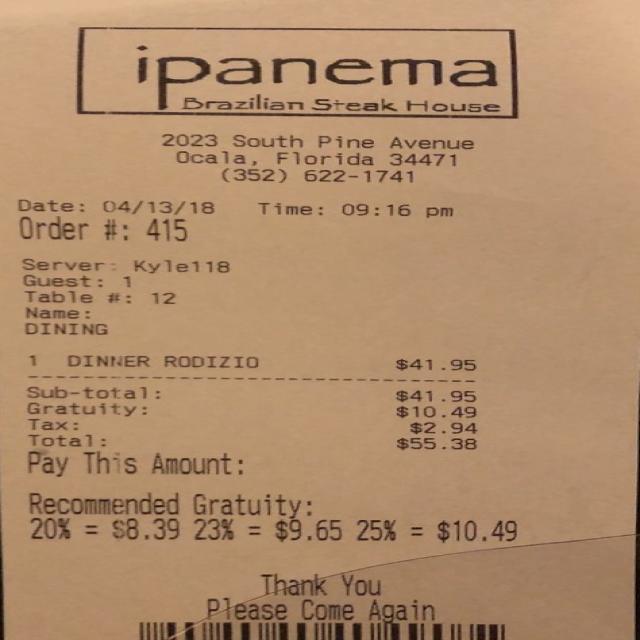 ipanema
Brazilian Steak House
2023 South Pine Avenue
Ocala, Florida 34471
(352) 622-1741
Date: 04/13/18 Time: 09:16 pm
Order #: 415
Server: Kyle118
Guest: 1
Table #: 12
Name:
DINING
1 DINNER RODIZIO $41.95
Sub-total: $41.95
Gratuity: $10.49
Tax: $2.94
Total: $55.38
Pay This Amount:
Recommended Gratuity:
20% = $8.39 23% = $9.65 25% = $10.49
Thank You
Please Come Again